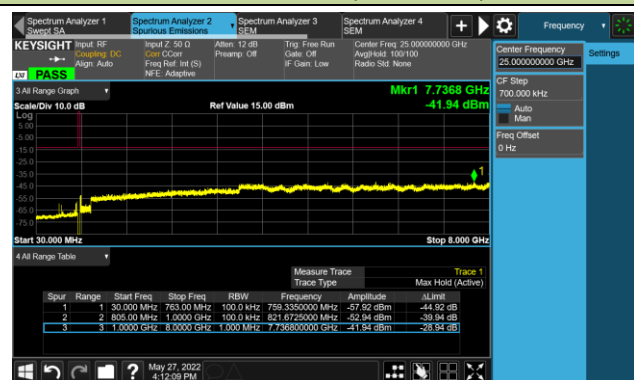 Spectrum Analyzer 1
Swept SA
Spectrum Analyzer 2
Spurious Emissions
Spectrum Analyzer 3
SEM
Spectrum Analyzer 4
SEM
Frequency
KEYSIGHT
Input: RF
Coupling: DC
Align: Auto
Input Z: 50 Ω
Corr CCorr
Freq Ref: Int (S)
NFE: Adaptive
Atten: 12 dB
Preamp: Off
Trig: Free Run
Gate: Off
IF Gain: Low
Center Freq: 25.000000000 GHz
Avg|Hold: 100/100
Radio Std: None
LXI PASS
Center Frequency
25.000000000 GHz
Settings
CF Step
700.000 kHz
Auto
Man
Freq Offset
0 Hz
3 All Range Graph
Mkr1 7.7368 GHz
Scale/Div 10.0 dB
Ref Value 15.00 dBm
-41.94 dBm
Log
5.00
-5.00
-15.0
-25.0
-35.0
-45.0
-55.0
-65.0
-75.0
1
Start 30.000 MHz
Stop 8.000 GHz
4 All Range Table
Measure Trace Trace 1
Trace Type Max Hold (Active)
Spur Range Start Freq Stop Freq RBW Frequency Amplitude ΔLimit
1 1 30.000 MHz 763.00 MHz 100.0 kHz 759.3350000 MHz -57.92 dBm -44.92 dB
2 2 805.00 MHz 1.0000 GHz 100.0 kHz 821.6725000 MHz -52.94 dBm -39.94 dB
3 3 1.0000 GHz 8.0000 GHz 1.000 MHz 7.736800000 GHz -41.94 dBm -28.94 dB
May 27, 2022
4:12:09 PM